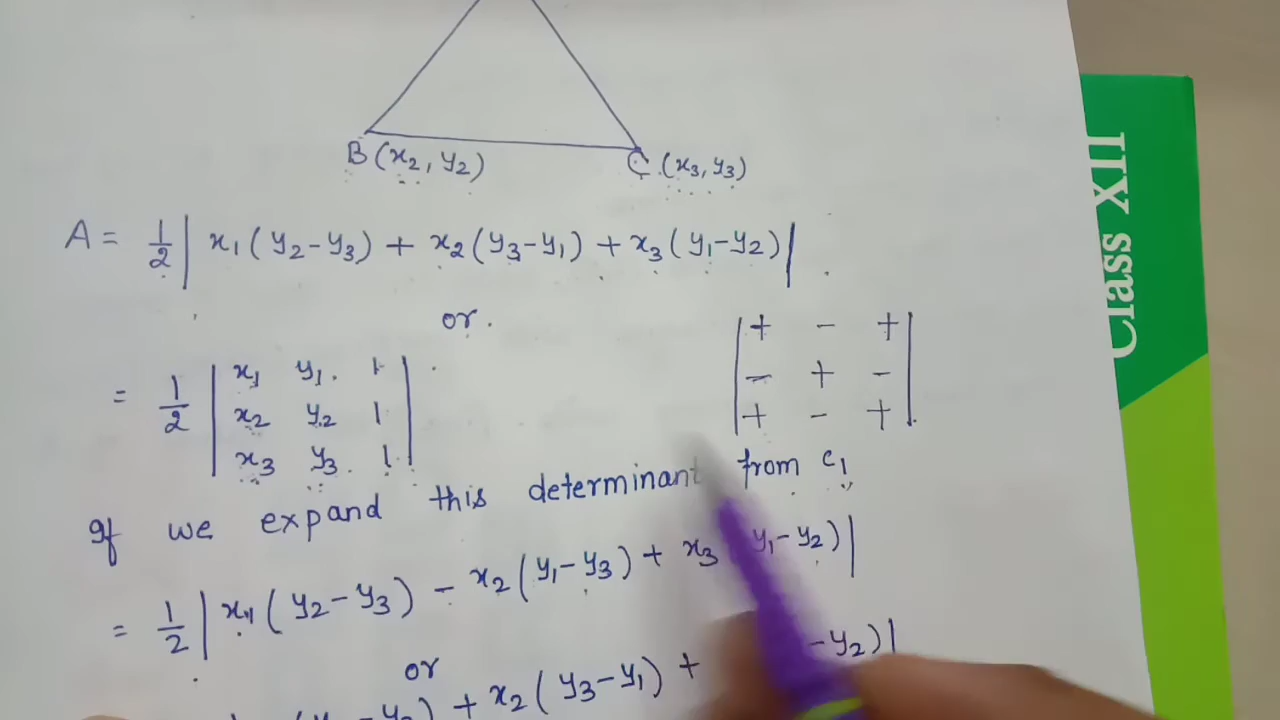 B(x₂, y₂) C(x₃, y₃)
A = 1/2 | x₁(y₂-y₃) + x₂(y₃-y₁) + x₃(y₁-y₂) |
or
= 1/2 | x₁ y₁ 1
x₂ y₂ 1
x₃ y₃ 1 |
| + - +
- + -
+ - + |
If we expand this determinant from c₁
= 1/2 | x₁(y₂-y₃) - x₂(y₁-y₃) + x₃ y₁-y₂) |
or
+ x₂(y₃-y₁) + -y₂) |
Class XII